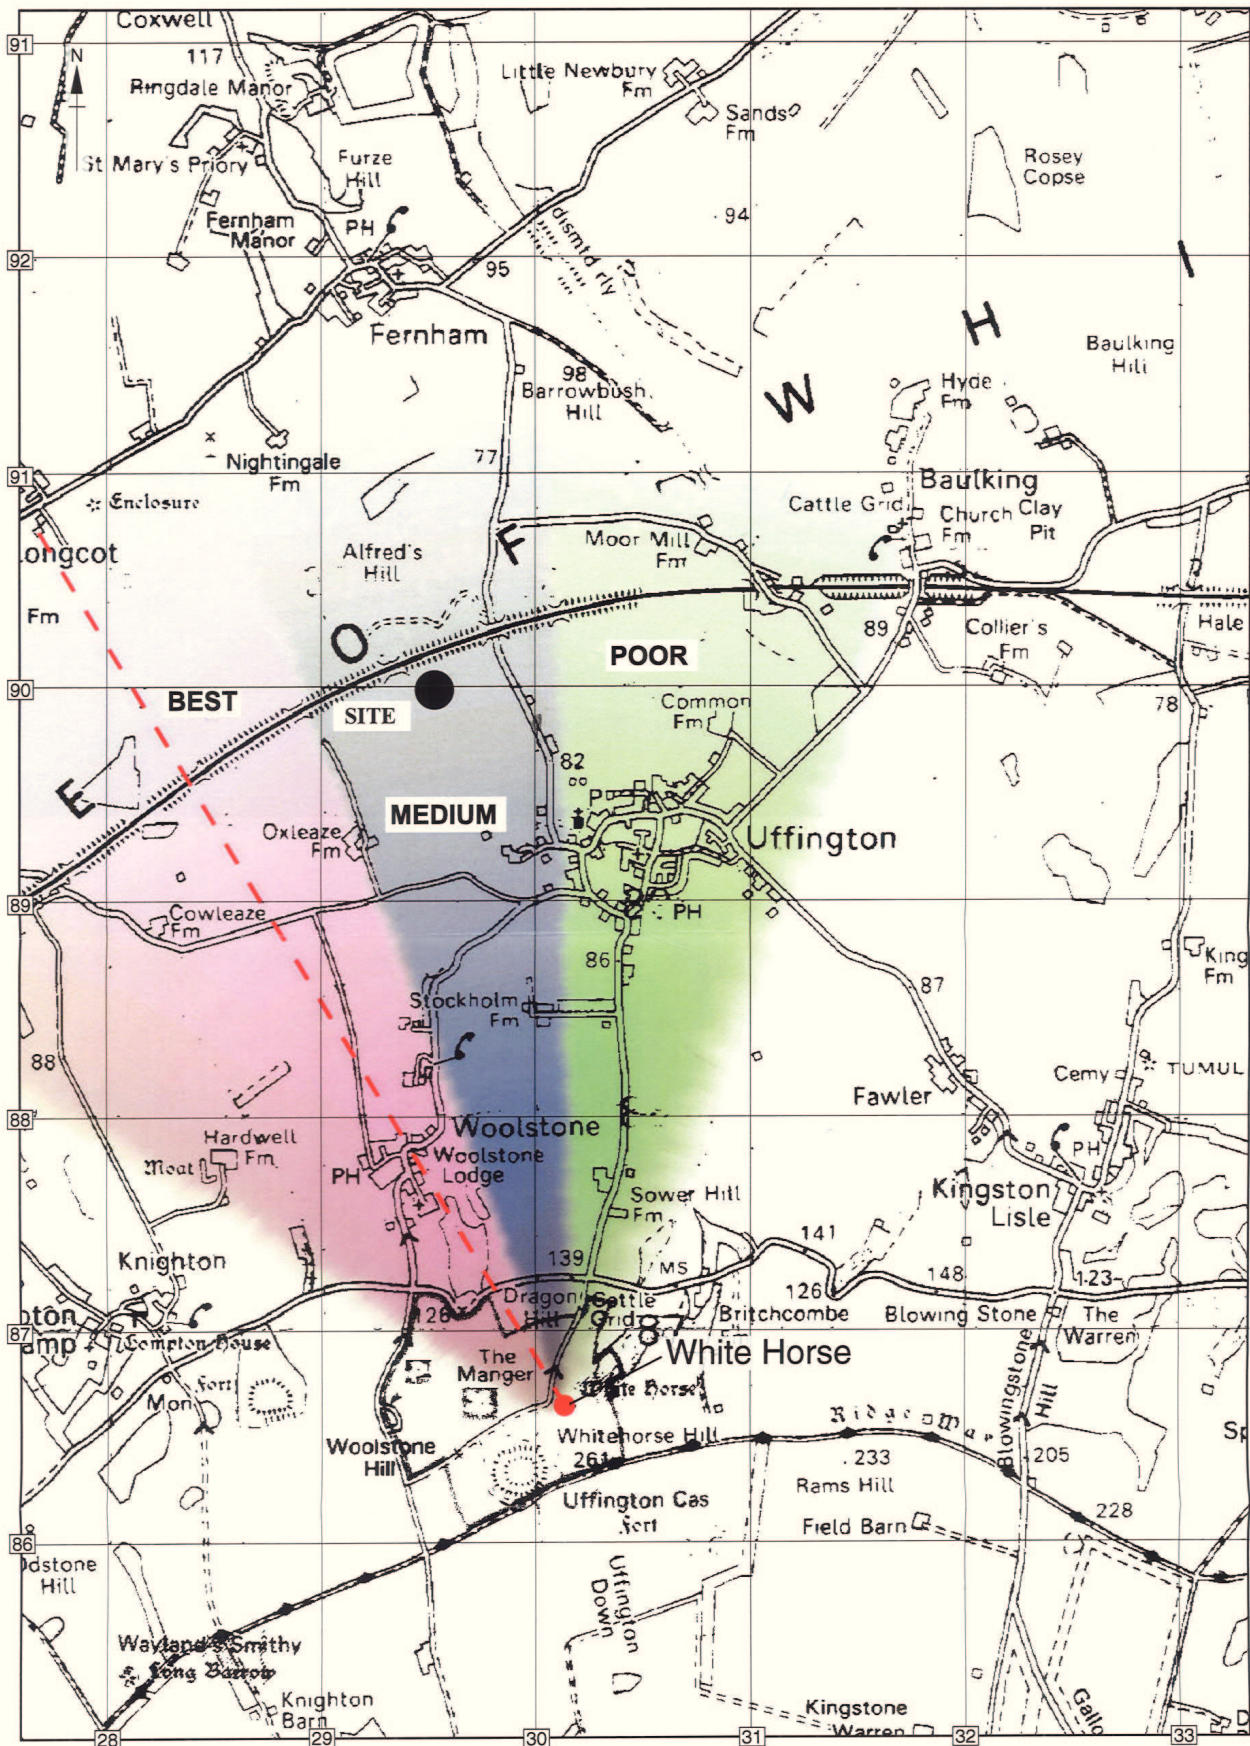 Coxwell
91
117
N
Ringdale Manor
Little Newbury
Fm
Sands
Fm
St Mary's Priory
Furze
Hill
Rosey
Copse
Fernham
Manor
PH
94
dismtd rly
92
95
I
Fernham
H
Baulking
Hill
98
Barrowbush
Hill
W
Hyde
Fm
Nightingale
Fm
77
91
Enclosure
Baulking
Cattle Grid
Church
Fm
Clay
Pit
Longcot
Alfred's
Hill
F
Moor Mill
Fm
Fm
O
89
Collier's
Fm
Hale
POOR
90
BEST
SITE
Common
Fm
78
E
82
MEDIUM
Oxleaze
Fm
Uffington
89
Cowleaze
Fm
PH
86
King
Fm
87
Stockholm
Fm
88
Fawler
Cemy
TUMUL
88
Woolstone
Hardwell
Fm
Moat
PH
Woolstone
Lodge
Sower Hill
Fm
PH
Kingston
Lisle
141
Knighton
139
MS
126
148
123
Dragon
Hill
Cattle
Grid
Britchcombe
Blowing Stone
The
Warren
87
pton
amp
Compton House
The
Manger
White Horse
White Horse
Mon
Fort
Ridge Way
Blowingstone
Hill
Woolstone
Hill
Whitehorse Hill
261
233
205
Sp
Rams Hill
Uffington Cas
Fort
228
Field Barn
86
dstone
Hill
Uffington
Down
Wayland's Smithy
Long Barrow
Knighton
Barn
Kingstone
Warren
Gallo
28
29
30
31
32
33